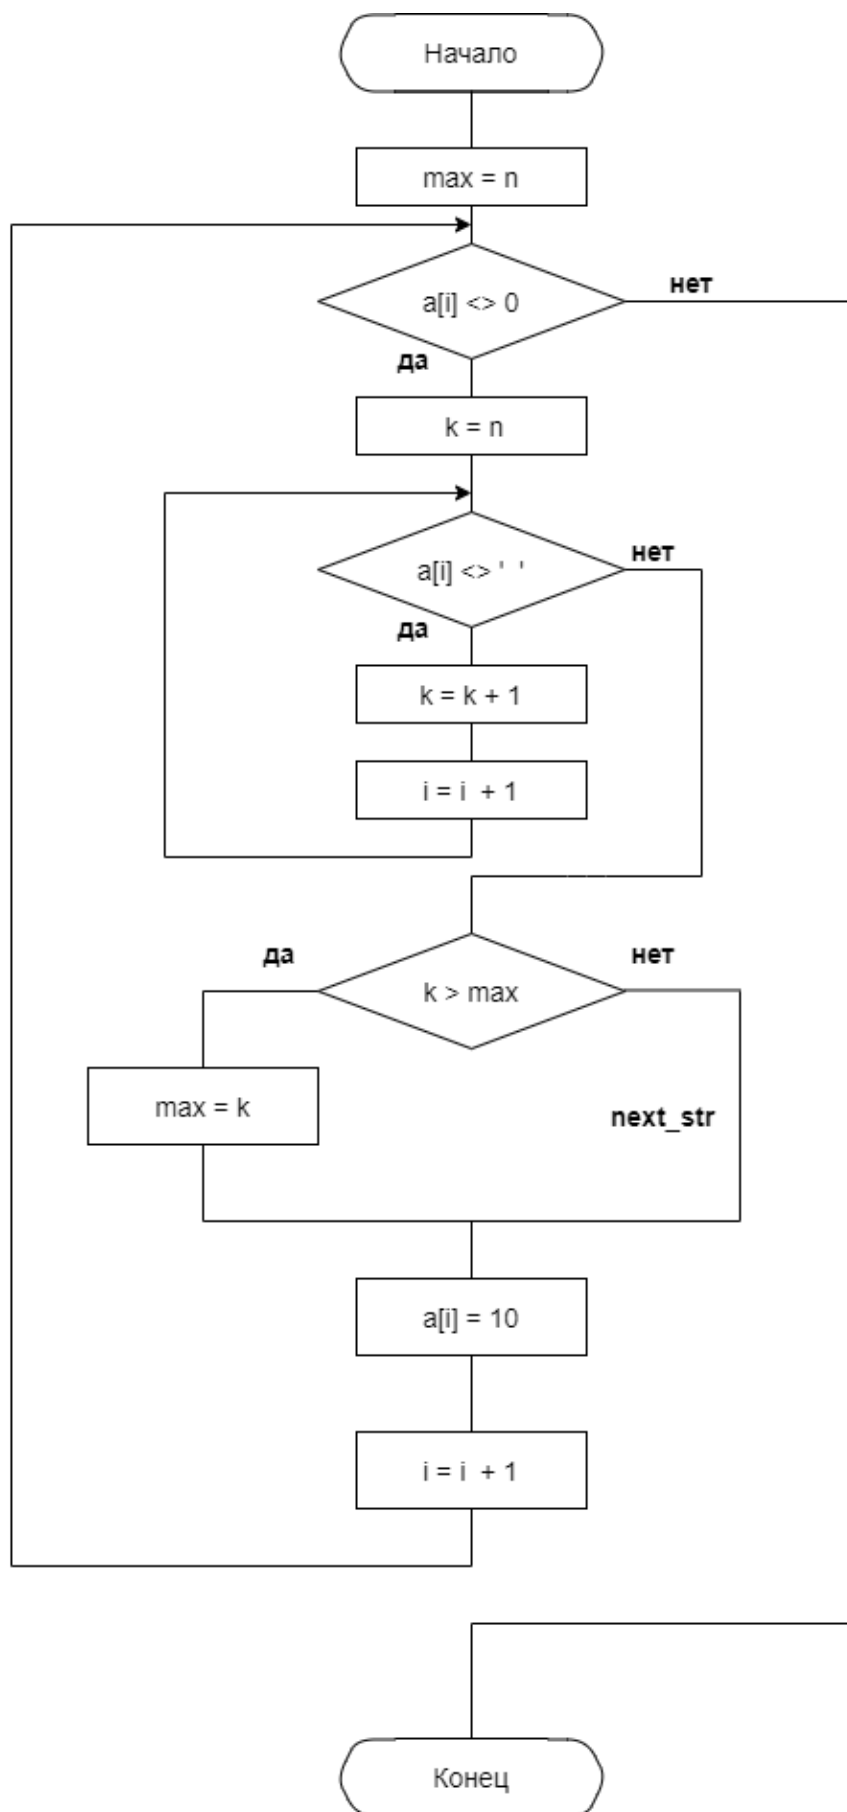 Начало
max = n
a[i] <> 0
нет
да
k = n
a[i] <> ' '
нет
да
k = k + 1
i = i + 1
да
нет
k > max
max = k
next_str
a[i] = 10
i = i + 1
Конец